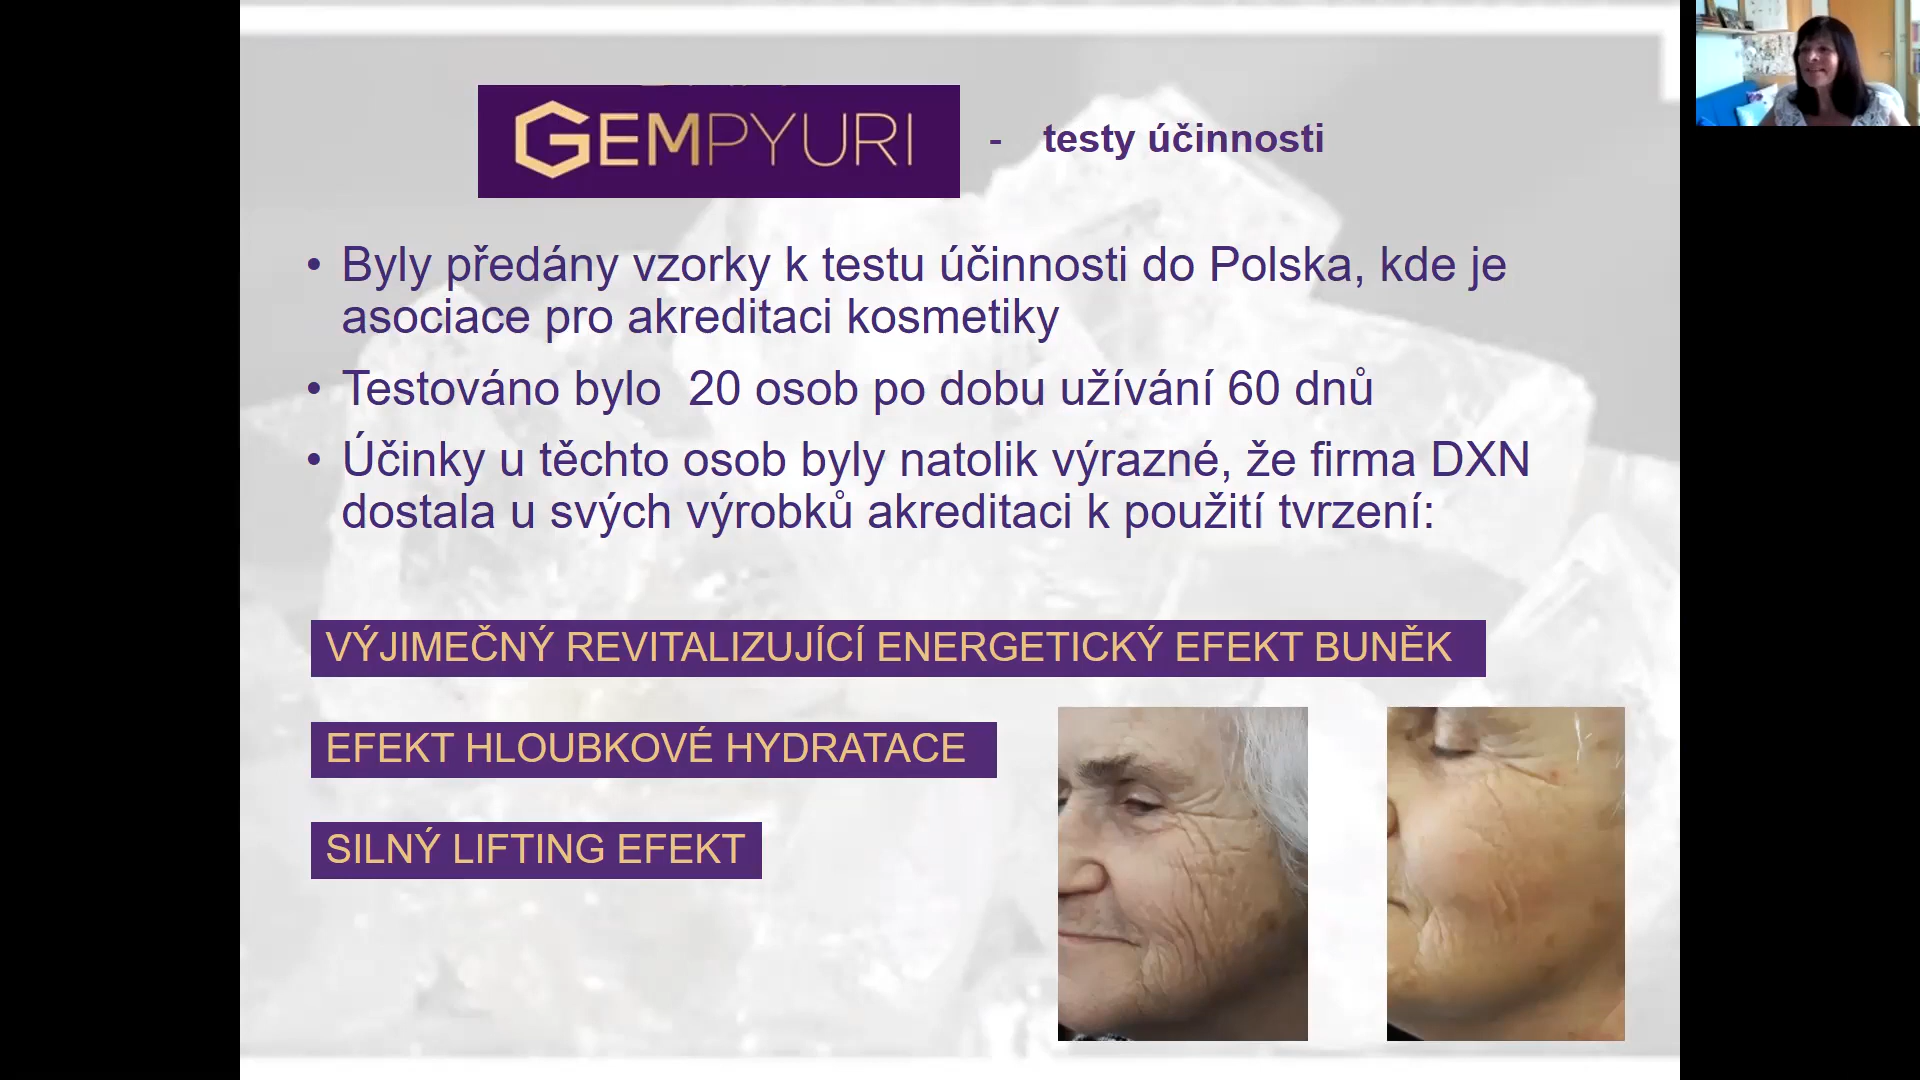 GEMPYURI - testy účinnosti
• Byly předány vzorky k testu účinnosti do Polska, kde je
asociace pro akreditaci kosmetiky
• Testováno bylo 20 osob po dobu užívání 60 dnů
• Účinky u těchto osob byly natolik výrazné, že firma DXN
dostala u svých výrobků akreditaci k použití tvrzení:
VÝJIMEČNÝ REVITALIZUJÍCÍ ENERGETICKÝ EFEKT BUNĚK
EFEKT HLOUBKOVÉ HYDRATACE
SILNÝ LIFTING EFEKT